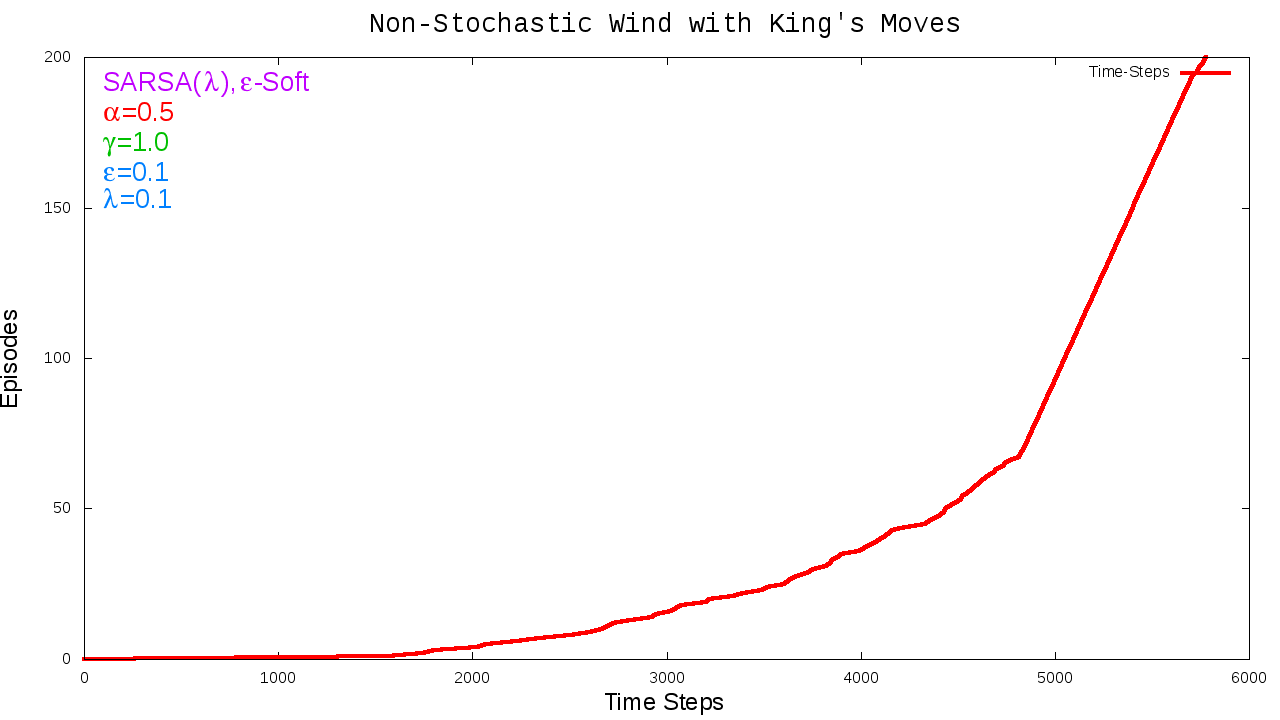 Non-Stochastic Wind with King's Moves
SARSA(λ), ε-Soft
α=0.5
γ=1.0
ε=0.1
λ=0.1
Time-Steps
200
150
100
50
0
Episodes
0 1000 2000 3000 4000 5000 6000
Time Steps